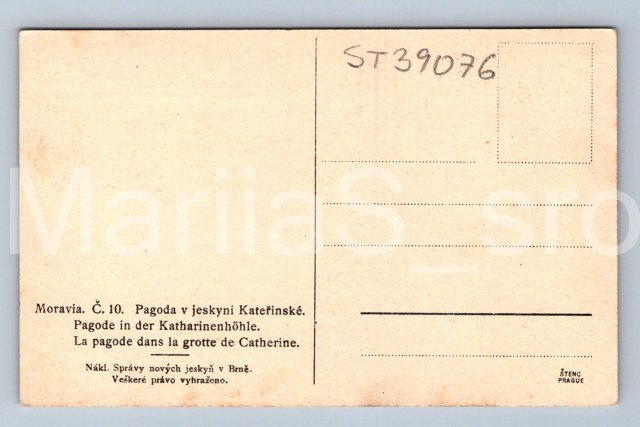 ST39076
Moravia. Č. 10. Pagoda v jeskyni Kateřinské.
Pagode in der Katharinenhöhle.
La pagode dans la grotte de Catherine.
Nákl. Správy nových jeskyň v Brně.
Veškeré právo vyhraženo.
ŠTENC
PRAGUE
MariiaS_sro